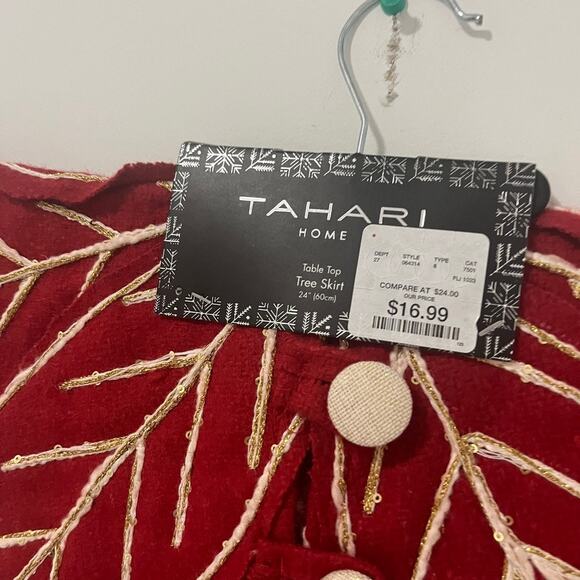 TAHARI
HOME
Table Top
Tree Skirt
24" (60cm)
DEPT STYLE TYPE CAT
27 064314 6 7501
COMPARE AT $24.00
OUR PRICE
$16.99